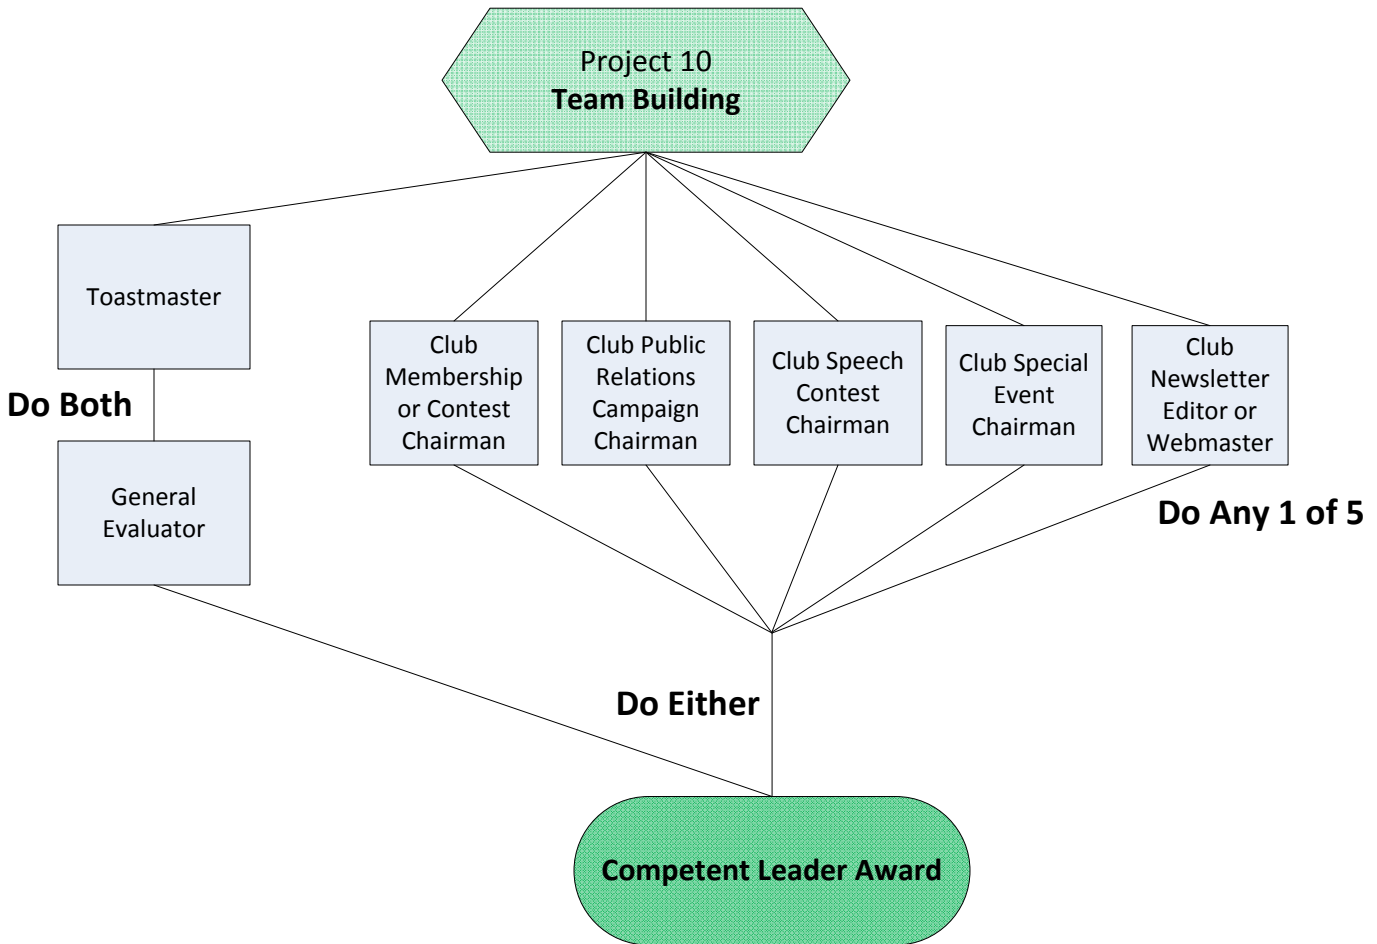 Project 10
Team Building
Toastmaster
Do Both
General
Evaluator
Club
Membership
or Contest
Chairman
Club Public
Relations
Campaign
Chairman
Club Speech
Contest
Chairman
Club Special
Event
Chairman
Club
Newsletter
Editor or
Webmaster
Do Any 1 of 5
Do Either
Competent Leader Award